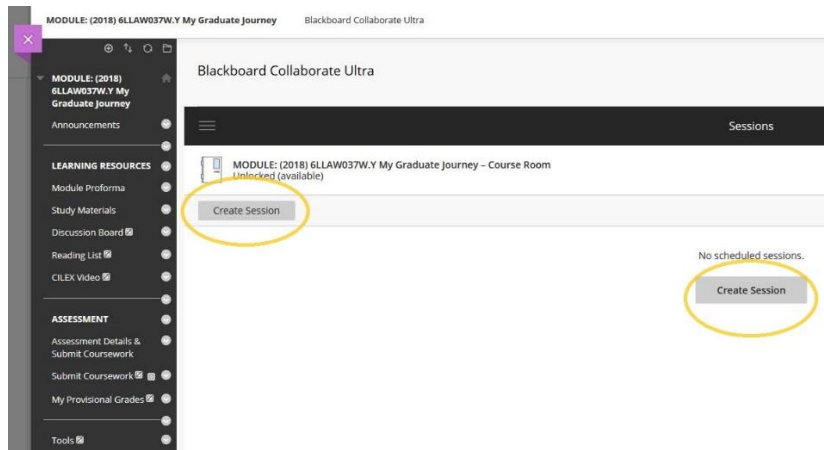 MODULE: (2018) 6LLAW037W.Y My Graduate Journey Blackboard Collaborate Ultra
MODULE: (2018)
6LLAW037W.Y My
Graduate Journey
Announcements
LEARNING RESOURCES
Module Proforma
Study Materials
Discussion Board
Reading List
CILEX Video
ASSESSMENT
Assessment Details &
Submit Coursework
Submit Coursework
My Provisional Grades
Tools
Blackboard Collaborate Ultra
Sessions
MODULE: (2018) 6LLAW037W.Y My Graduate Journey – Course Room
Unlocked (available)
Create Session
No scheduled sessions.
Create Session